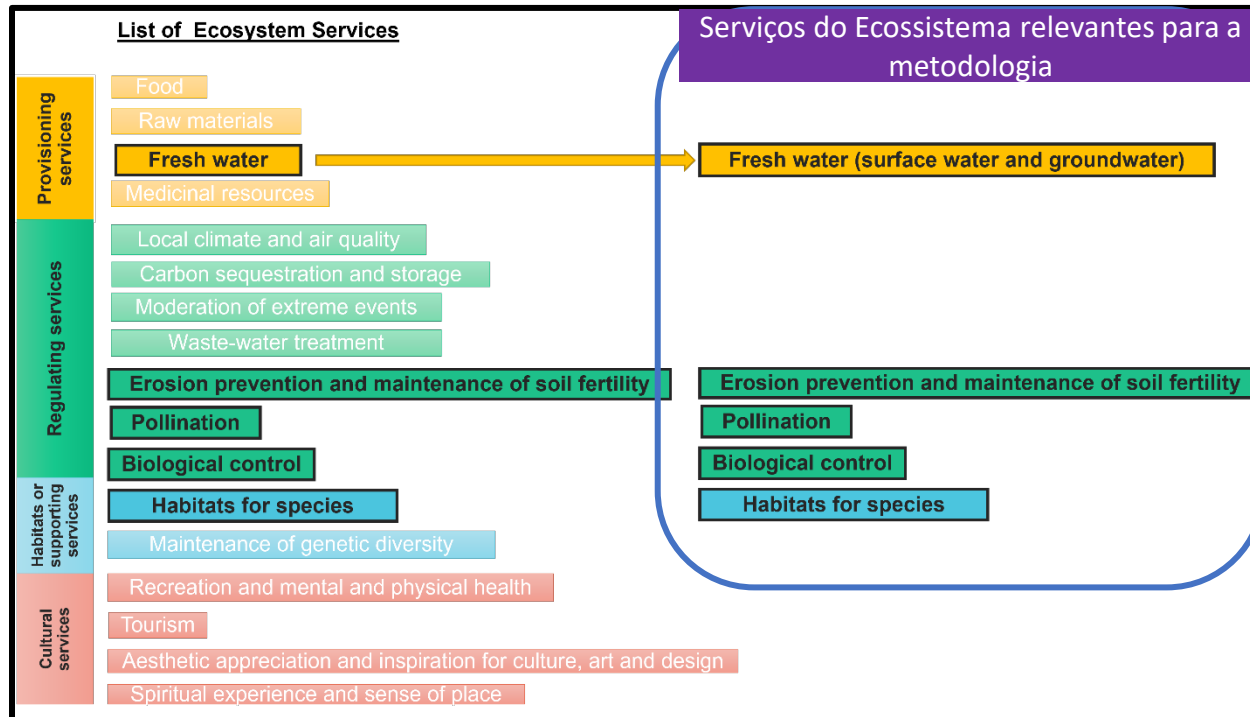 List of Ecosystem Services
Serviços do Ecossistema relevantes para a
metodologia
Provisioning
services
Food
Raw materials
Fresh water
Fresh water (surface water and groundwater)
Medicinal resources
Regulating services
Local climate and air quality
Carbon sequestration and storage
Moderation of extreme events
Waste-water treatment
Erosion prevention and maintenance of soil fertility
Erosion prevention and maintenance of soil fertility
Pollination
Pollination
Biological control
Biological control
Habitats or
supporting
services
Habitats for species
Habitats for species
Maintenance of genetic diversity
Cultural
services
Recreation and mental and physical health
Tourism
Aesthetic appreciation and inspiration for culture, art and design
Spiritual experience and sense of place